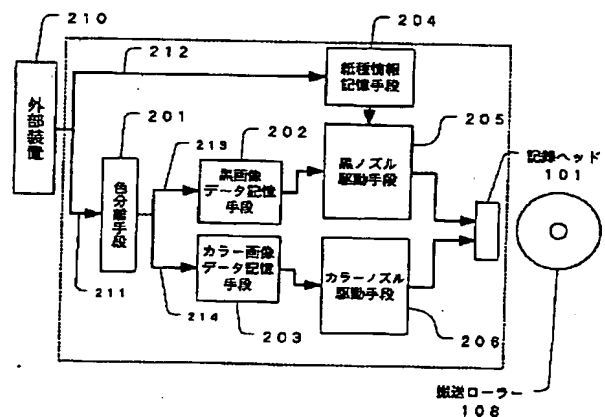 210
外部装置
212
204
紙種情報
記憶手段
201
色分離手段
213
202
黒画像
データ記憶
手段
205
黒ノズル
駆動手段
記録ヘッド
101
211
214
カラー画像
データ記憶
手段
203
カラーノズル
駆動手段
206
搬送ローラー
108